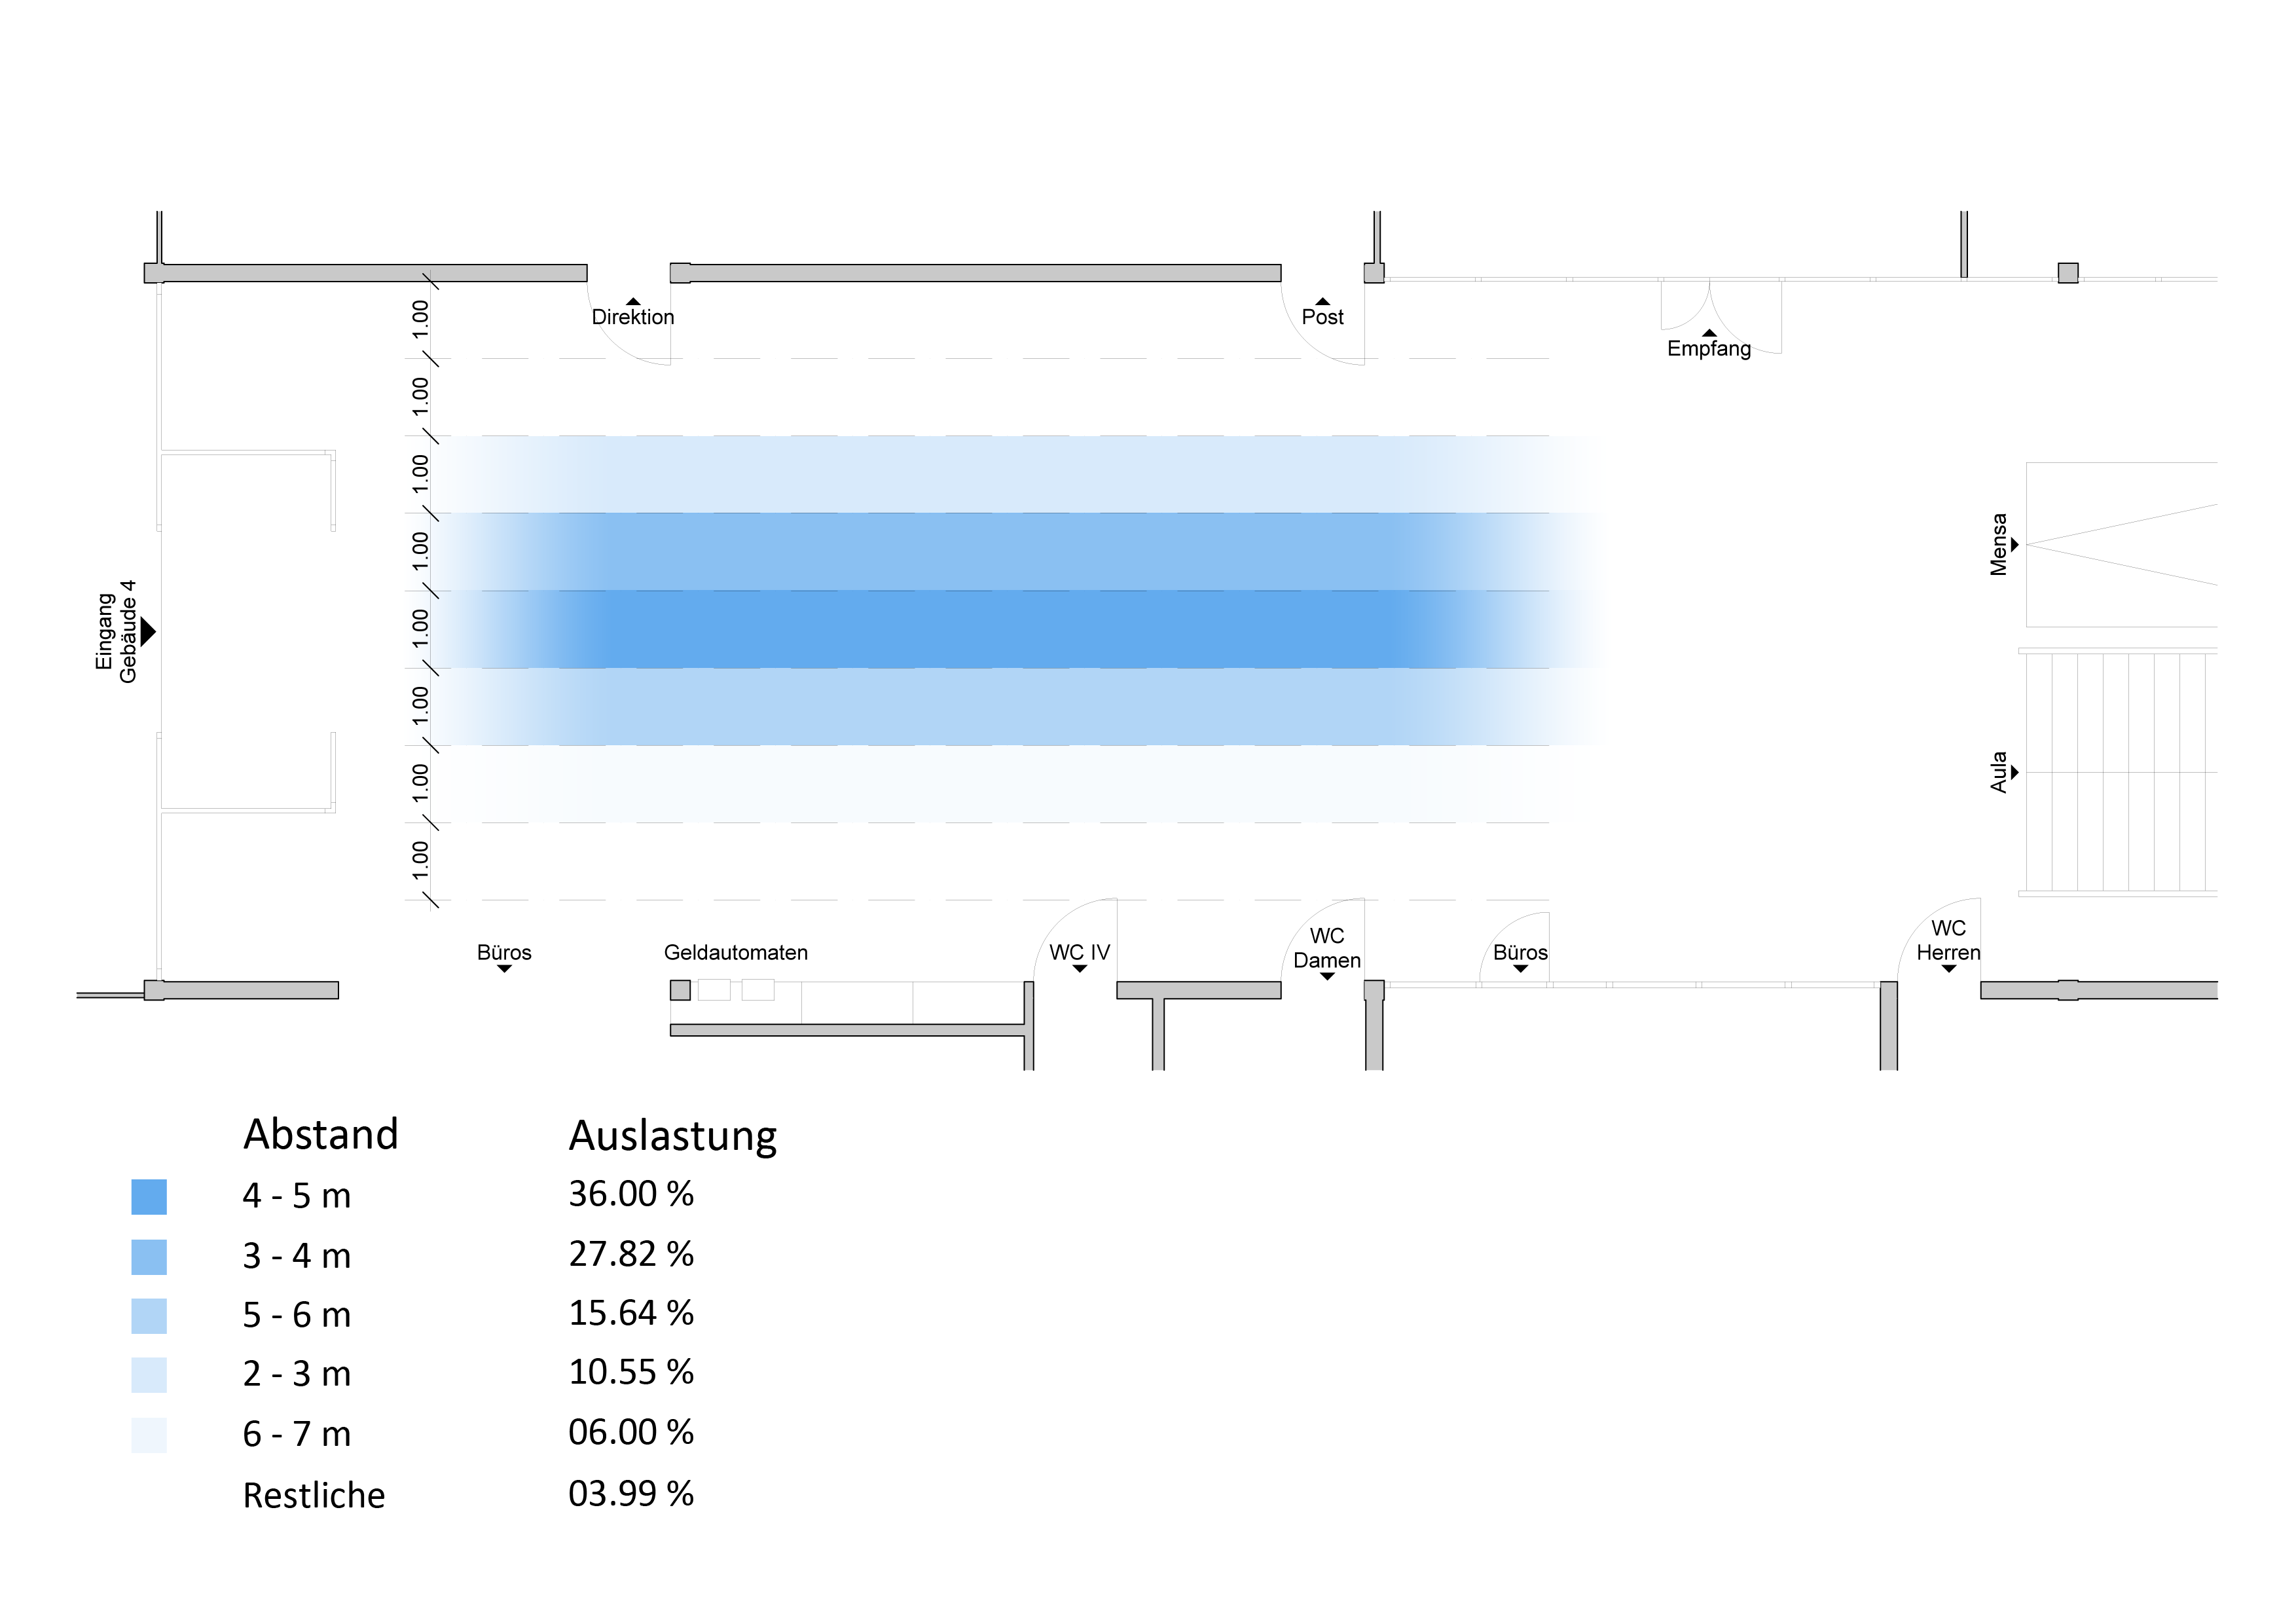 Direktion
Post
Empfang
1.00
1.00
1.00
1.00
1.00
1.00
1.00
1.00
Eingang
Gebäude 4
Mensa
Aula
Büros
Geldautomaten
WC IV
WC
Damen
Büros
WC
Herren
Abstand Auslastung
4 - 5 m 36.00 %
3 - 4 m 27.82 %
5 - 6 m 15.64 %
2 - 3 m 10.55 %
6 - 7 m 06.00 %
Restliche 03.99 %